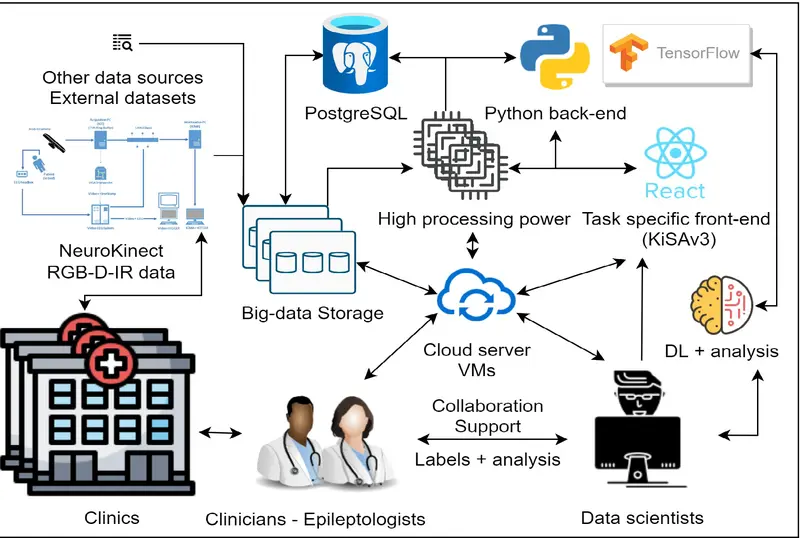 Other data sources
External datasets
PostgreSQL
Python back-end
TensorFlow
High processing power
React
Task specific front-end
(KiSAv3)
NeuroKinect
RGB-D-IR data
Big-data Storage
Cloud server
VMs
DL + analysis
Collaboration
Support
Labels + analysis
Clinics
Clinicians - Epileptologists
Data scientists